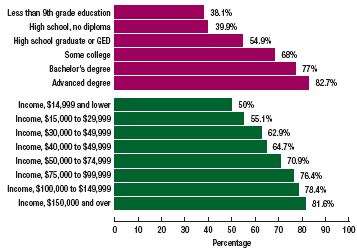 Less than 9th grade education 38.1%
High school, no diploma 39.9%
High school graduate or GED 54.9%
Some college 68%
Bachelor's degree 77%
Advanced degree 82.7%
Income, $14,999 and lower 50%
Income, $15,000 to $29,999 55.1%
Income, $30,000 to $49,999 62.9%
Income, $40,000 to $49,999 64.7%
Income, $50,000 to $74,999 70.9%
Income, $75,000 to $99,999 76.4%
Income, $100,000 to $149,999 78.4%
Income, $150,000 and over 81.6%
0 10 20 30 40 50 60 70 80 90 100
Percentage